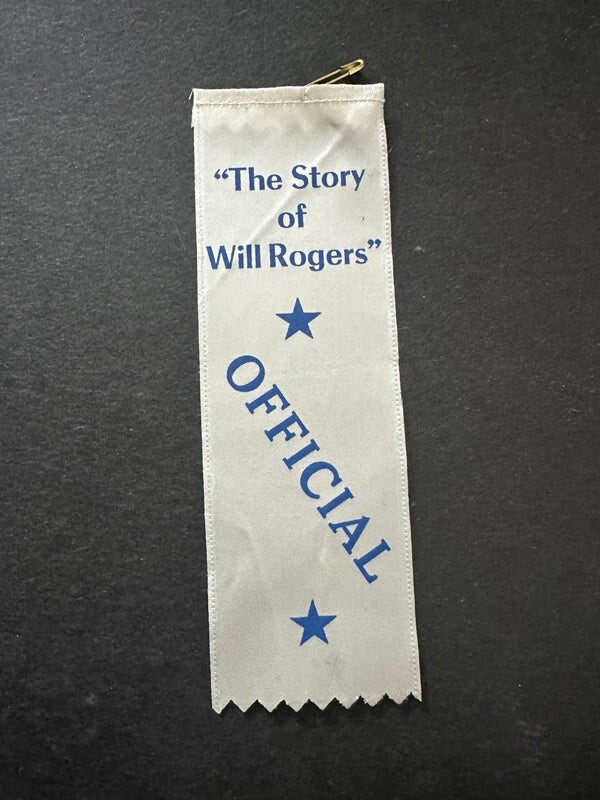 “The Story
of
Will Rogers”
OFFICIAL